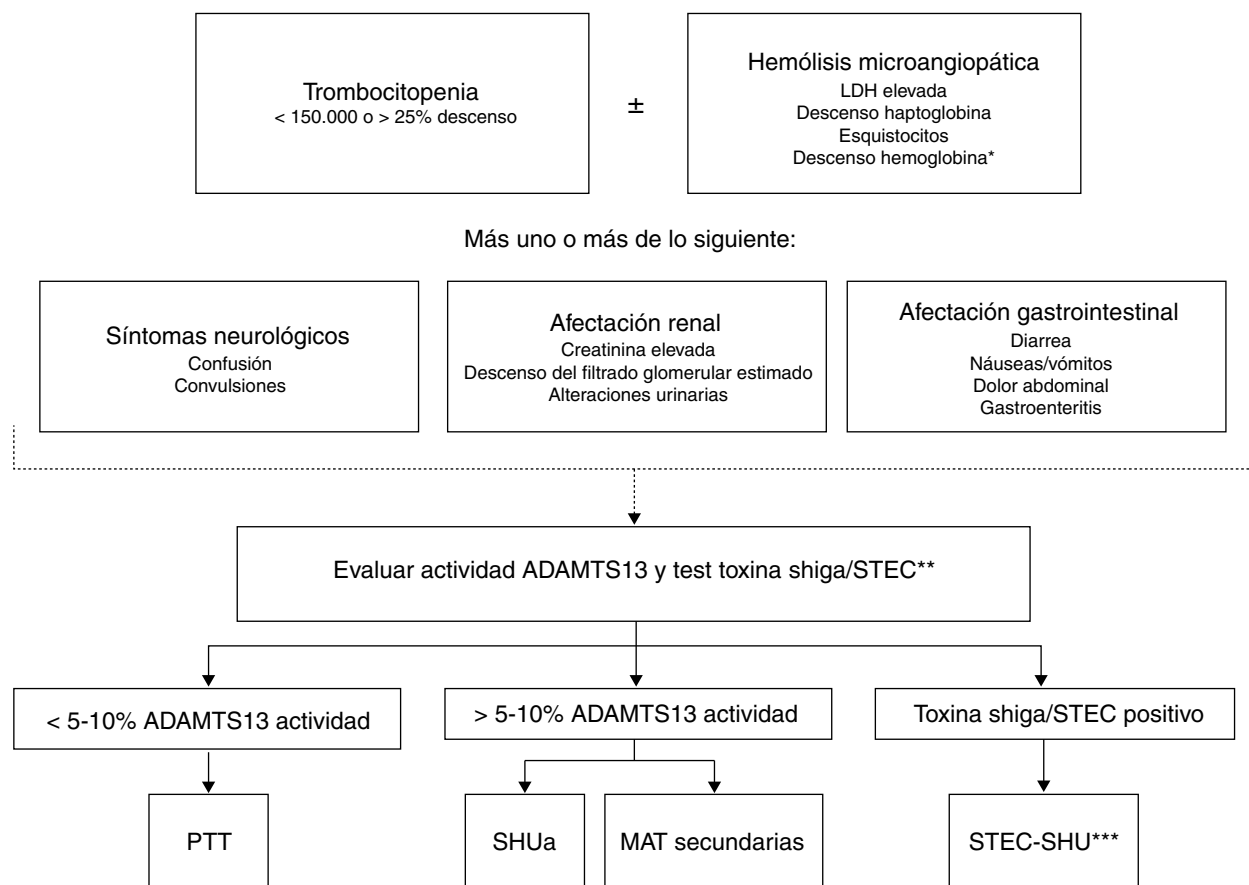 Trombocitopenia
< 150.000 o > 25% descenso
±
Hemólisis microangiopática
LDH elevada
Descenso haptoglobina
Esquistocitos
Descenso hemoglobina*
Más uno o más de lo siguiente:
Síntomas neurológicos
Confusión
Convulsiones
Afectación renal
Creatinina elevada
Descenso del filtrado glomerular estimado
Alteraciones urinarias
Afectación gastrointestinal
Diarrea
Náuseas/vómitos
Dolor abdominal
Gastroenteritis
Evaluar actividad ADAMTS13 y test toxina shiga/STEC**
< 5-10% ADAMTS13 actividad
> 5-10% ADAMTS13 actividad
Toxina shiga/STEC positivo
PTT
SHUa
MAT secundarias
STEC-SHU***